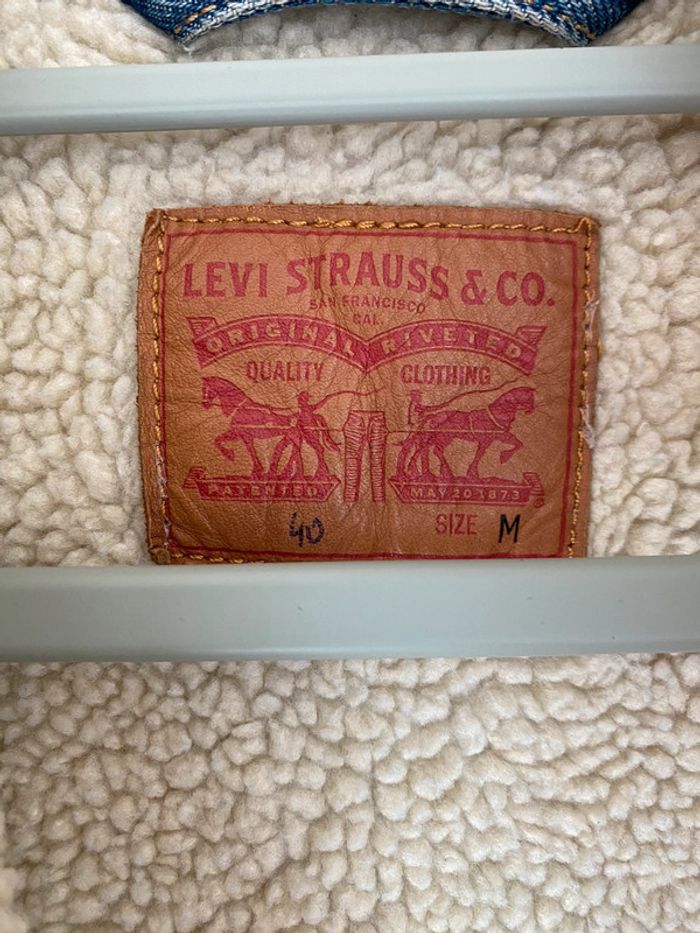 LEVI STRAUSS & CO.
SAN FRANCISCO
CAL.
ORIGINAL RIVETED
QUALITY CLOTHING
PATENTED MAY 20 1873
40 SIZE M